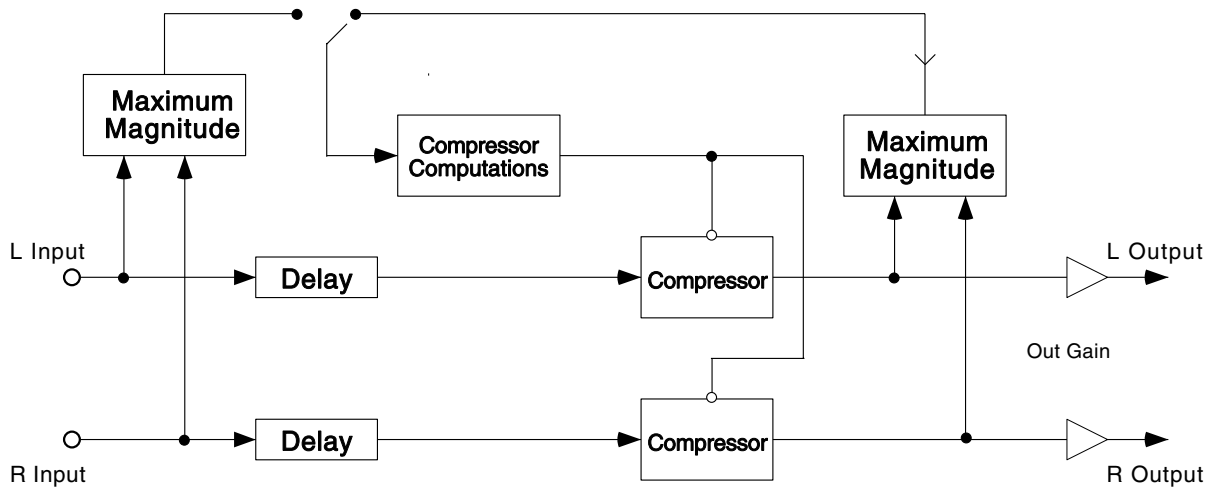 Maximum
Magnitude
Compressor
Computations
Maximum
Magnitude
L Input
Delay
Compressor
L Output
Out Gain
R Input
Delay
Compressor
R Output